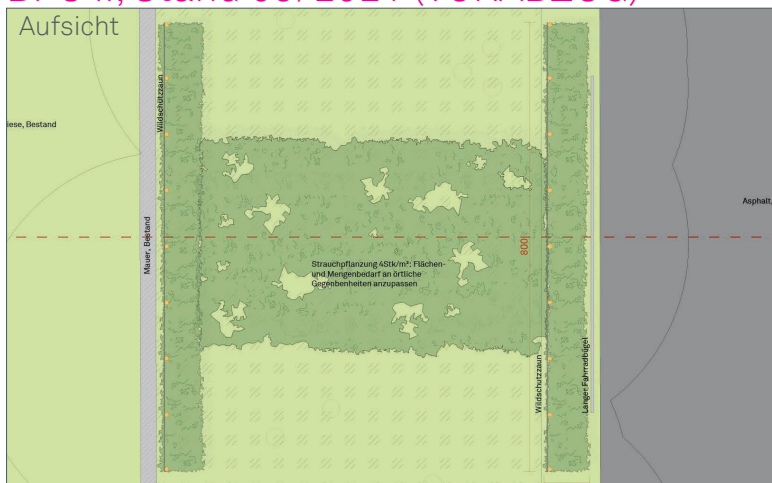 Aufsicht
iese, Bestand
Wildschutzzaun
Mauer, Bestand
Strauchpflanzung 4Stk/m²: Flächen-
und Mengenbedarf an örtliche
Gegbenheiten anzupassen
800
Wildschutzzaun
Langer Fahrradbügel
Asphalt,